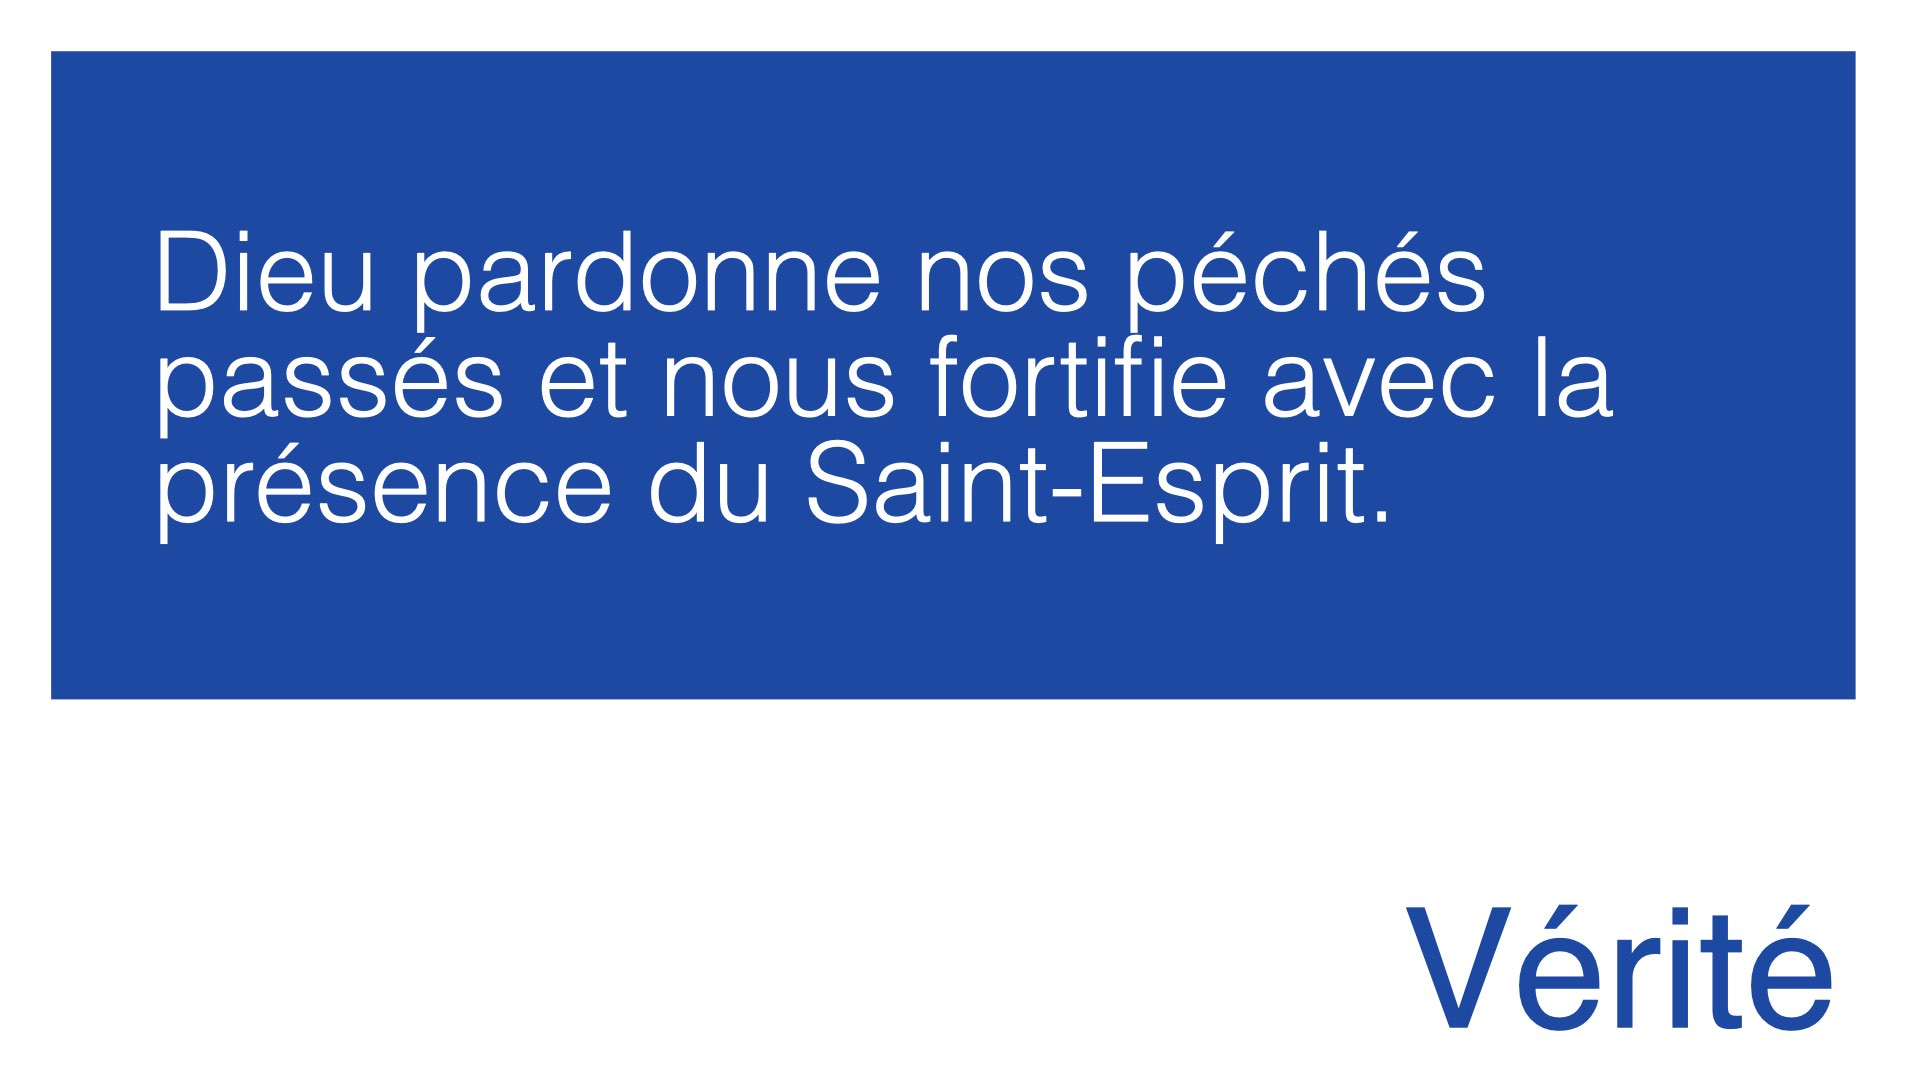 Dieu pardonne nos péchés
passés et nous fortifie avec la
présence du Saint-Esprit.
Vérité